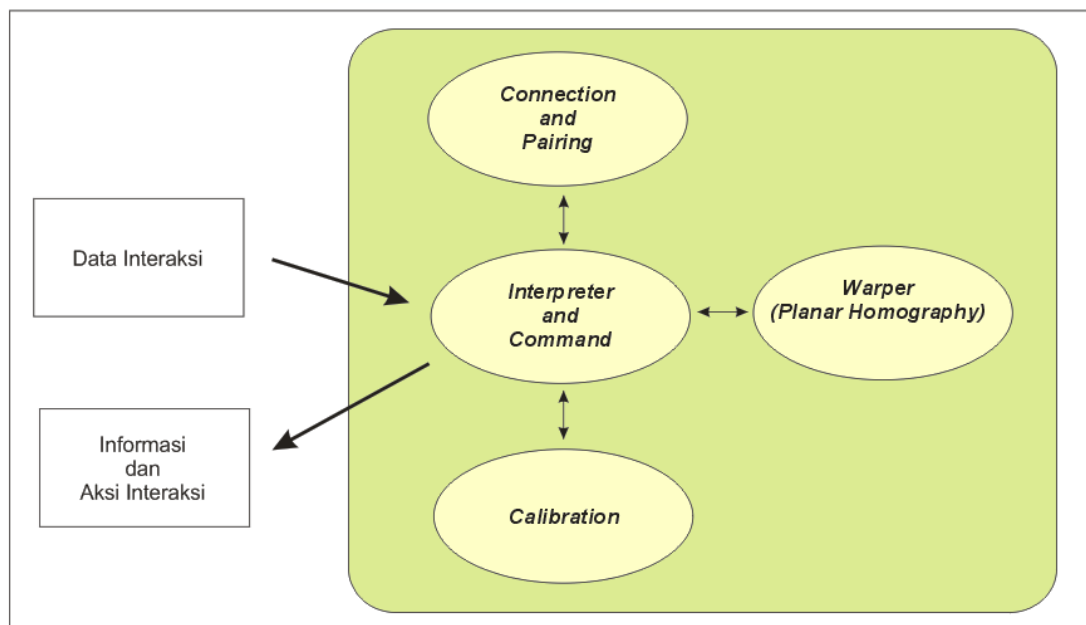 Connection
and
Pairing
Data Interaksi
Interpreter
and
Command
Warper
(Planar Homography)
Informasi
dan
Aksi Interaksi
Calibration